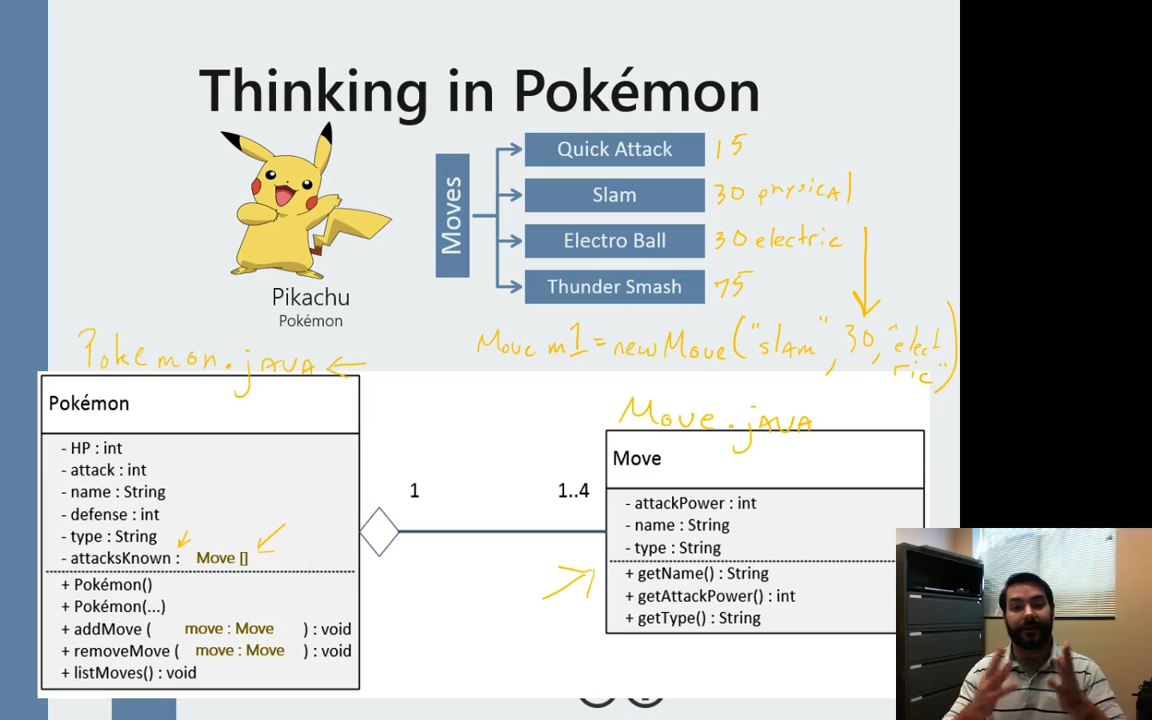 Thinking in Pokémon
Moves
Quick Attack 15
Slam 30 physical
Electro Ball 30 electric
Thunder Smash 75
Pikachu
Pokémon
Move m1 = new Move("slam", 30, "elect
ric")
Pokemon.JAVA
Move.JAVA
Pokémon
- HP : int
- attack : int
- name : String
- defense : int
- type : String
- attacksKnown : Move []
+ Pokémon()
+ Pokémon(...)
+ addMove ( move : Move ) : void
+ removeMove ( move : Move ) : void
+ listMoves() : void
1
1..4
Move
- attackPower : int
- name : String
- type : String
+ getName() : String
+ getAttackPower() : int
+ getType() : String